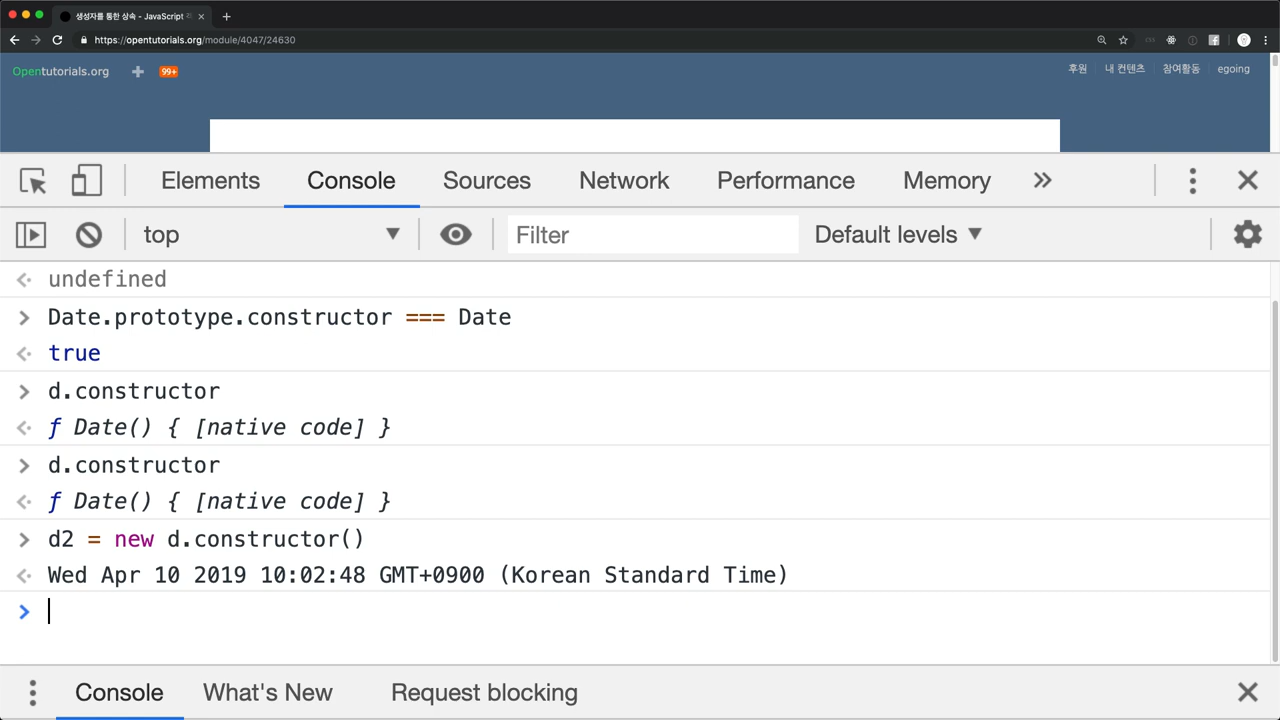 생성자를 통한 상속 - JavaScript
https://opentutorials.org/module/4047/24630
Opentutorials.org
99+
후원 내 컨텐츠 참여활동 egoing
Elements Console Sources Network Performance Memory
top Filter Default levels
undefined
Date.prototype.constructor === Date
true
d.constructor
ƒ Date() { [native code] }
d.constructor
ƒ Date() { [native code] }
d2 = new d.constructor()
Wed Apr 10 2019 10:02:48 GMT+0900 (Korean Standard Time)
Console What's New Request blocking